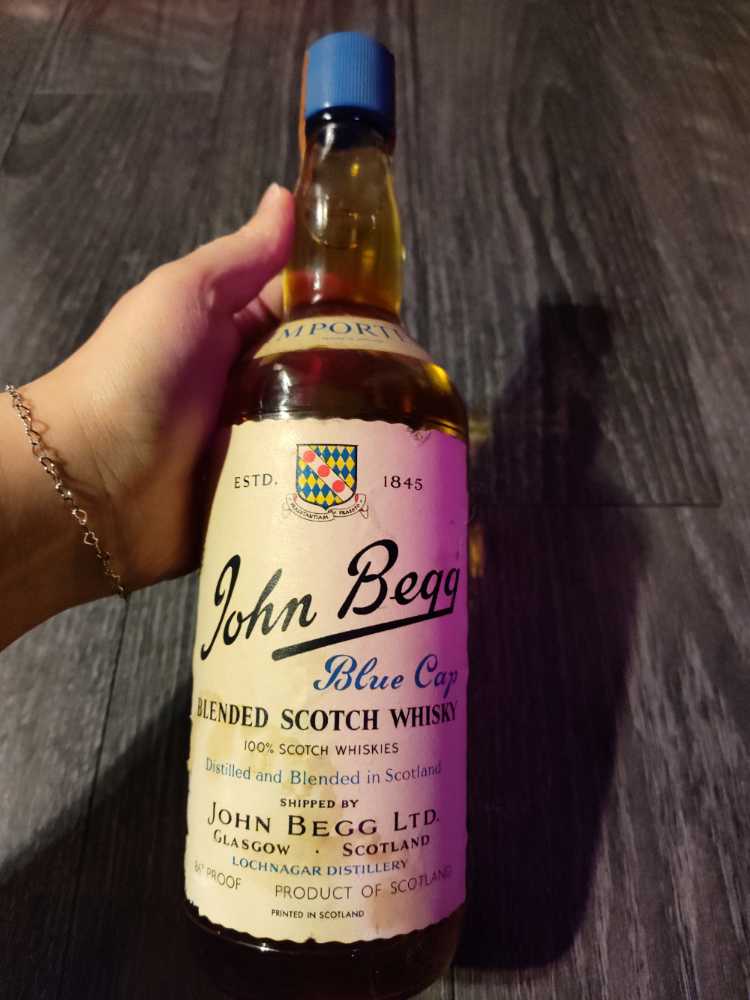 ESTD. 1845
John Begg
Blue Cap
BLENDED SCOTCH WHISKY
100% SCOTCH WHISKIES
Distilled and Blended in Scotland
SHIPPED BY
JOHN BEGG LTD.
GLASGOW · SCOTLAND
LOCHNAGAR DISTILLERY
86° PROOF PRODUCT OF SCOTLAND
PRINTED IN SCOTLAND